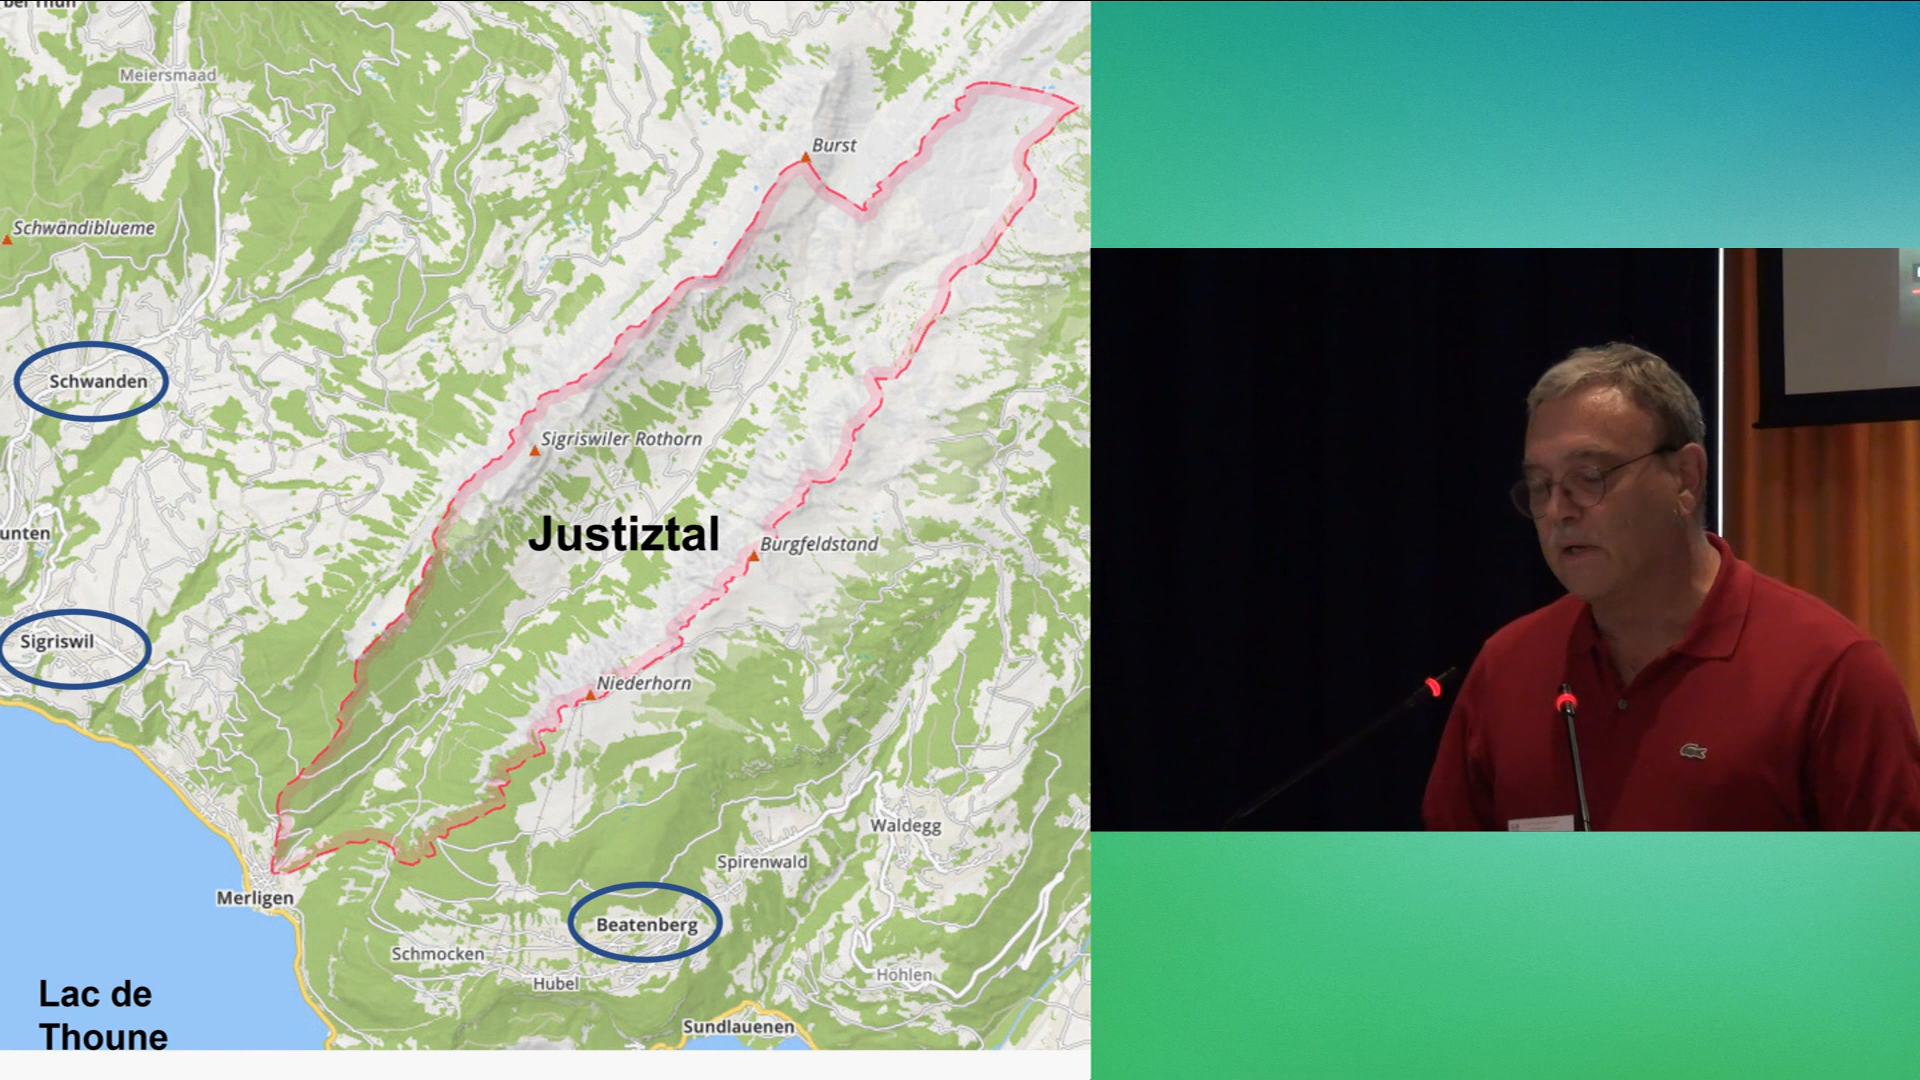 Meiersmaad
Burst
Schwändiblueme
Schwanden
Sigriswiler Rothorn
Justiztal
unten
Burgfeldstand
Sigriswil
Niederhorn
Waldegg
Spirenwald
Merligen
Beatenberg
Schmocken
Höhlen
Hubel
Lac de
Thoune
Sundlauenen